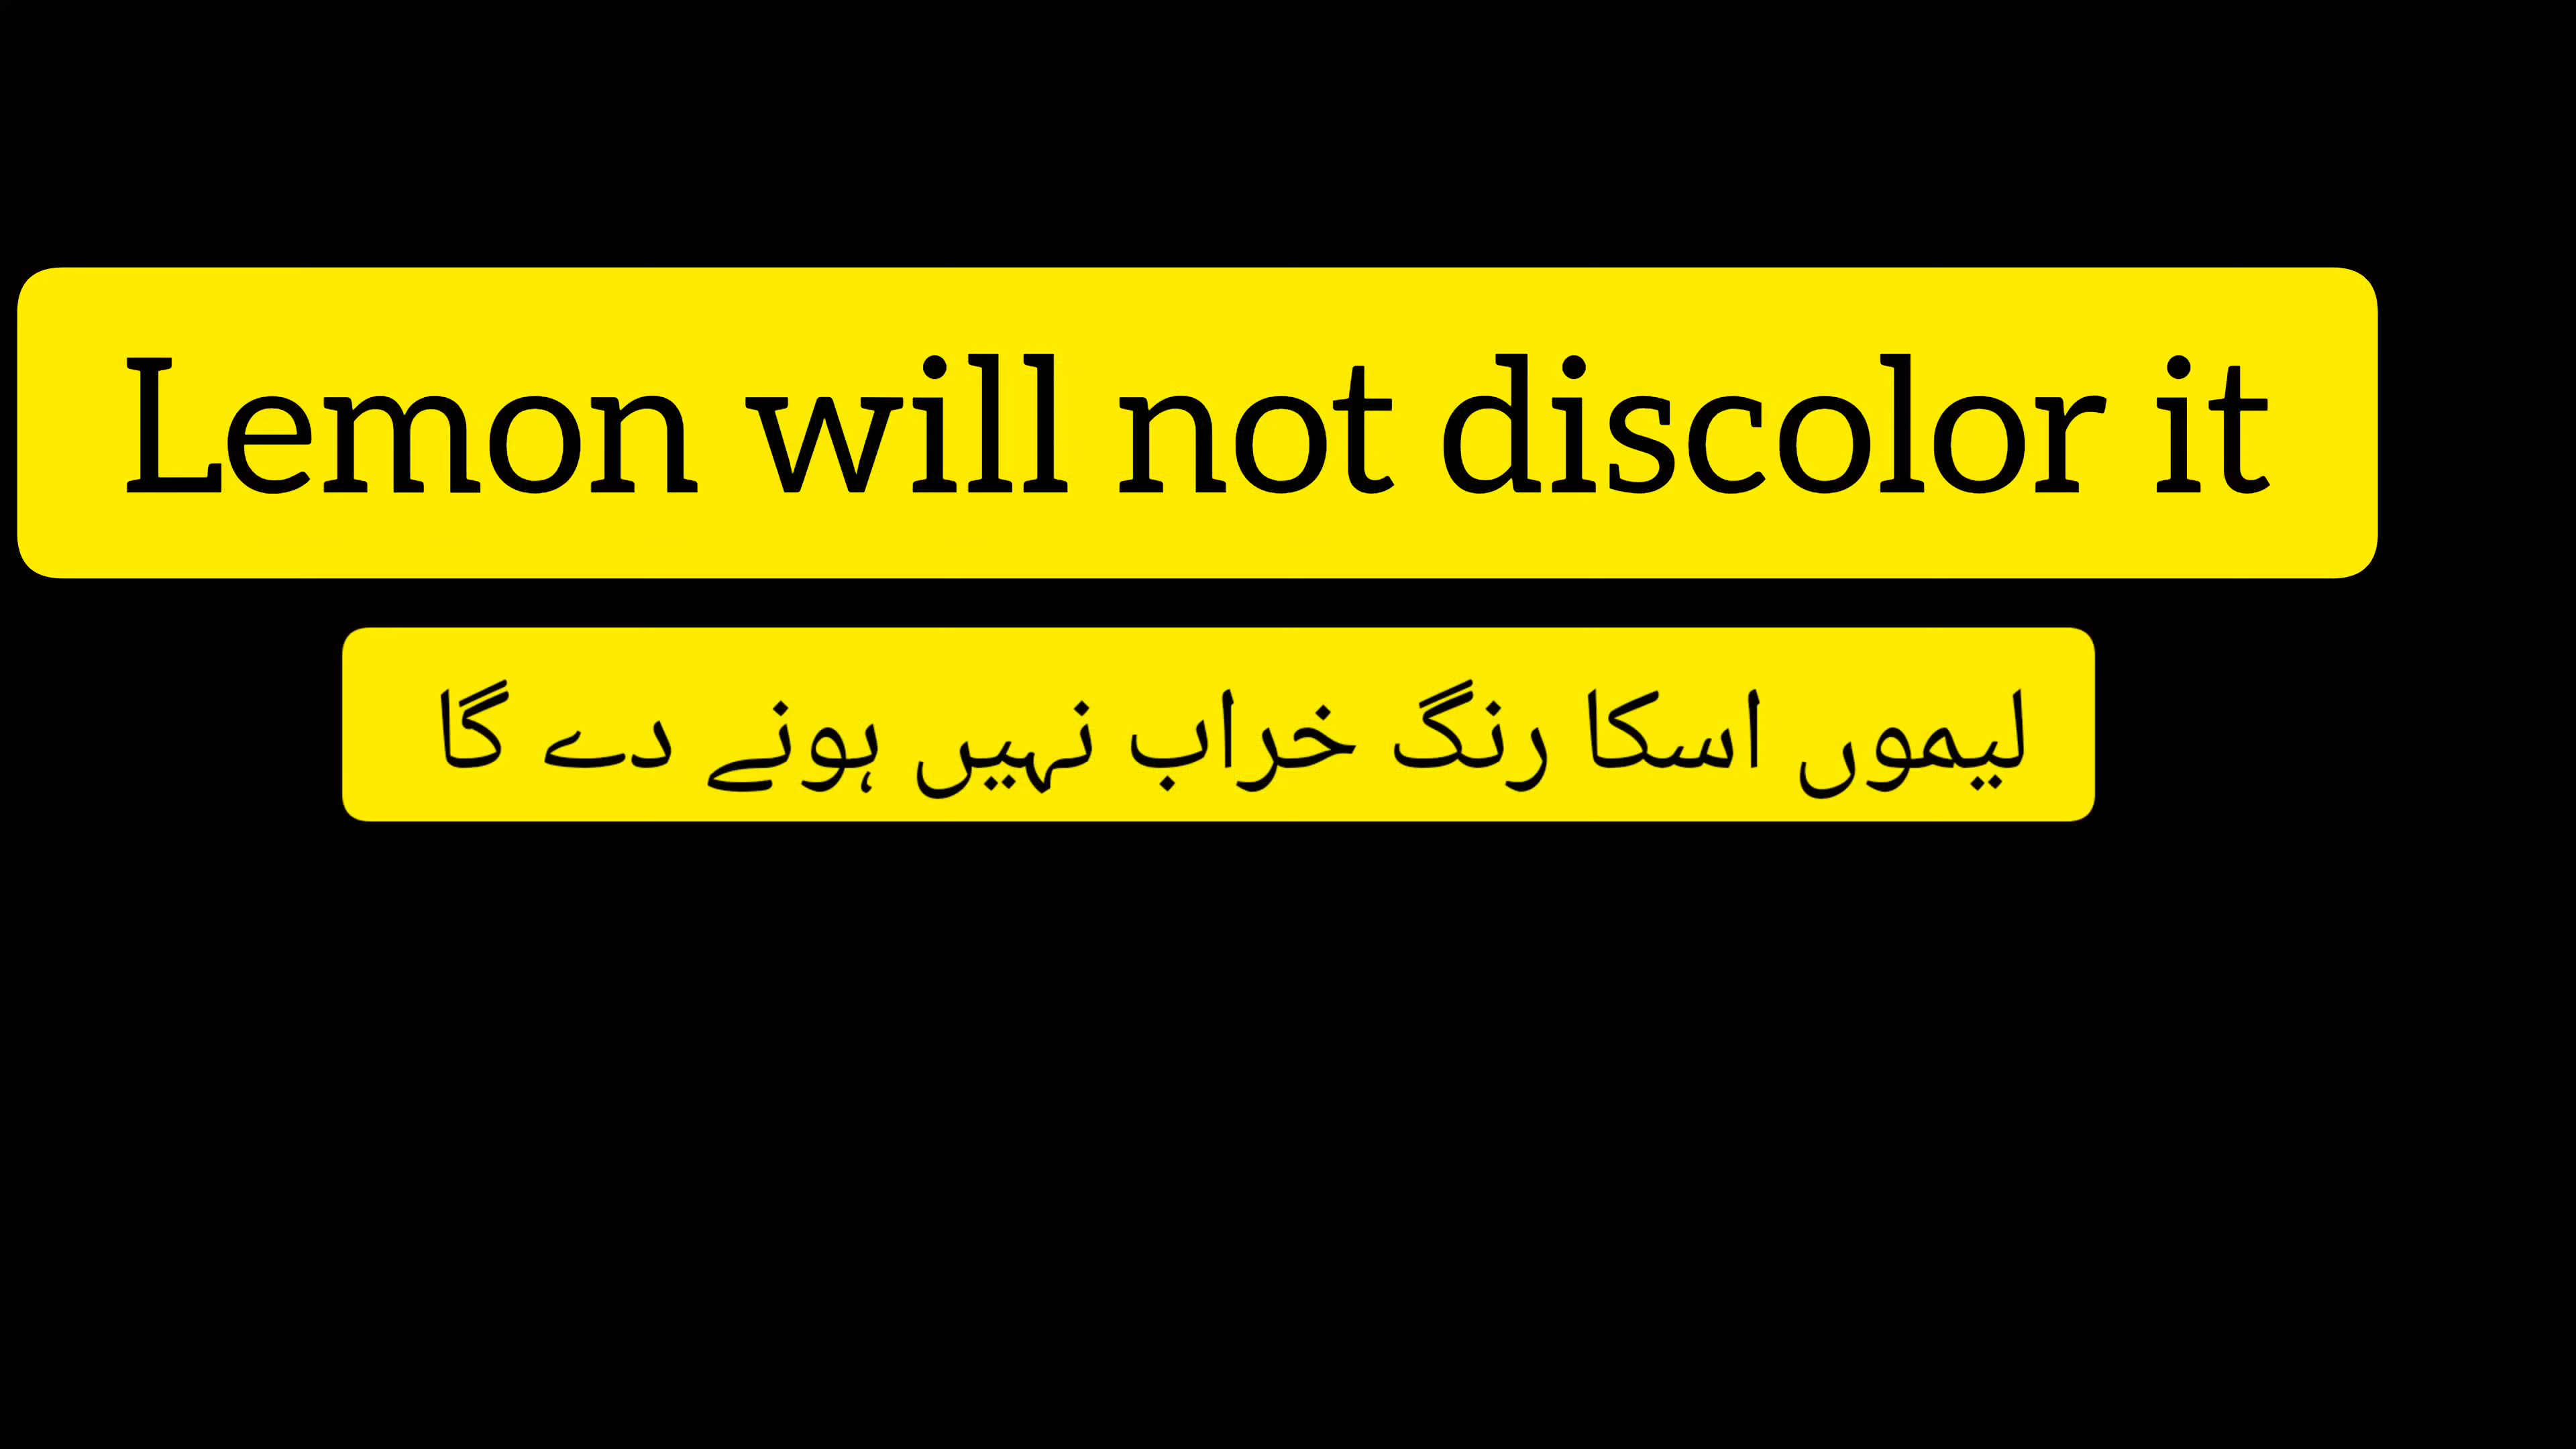 Lemon will not discolor it
لیموں اسکا رنگ خراب نہیں ہونے دے گا